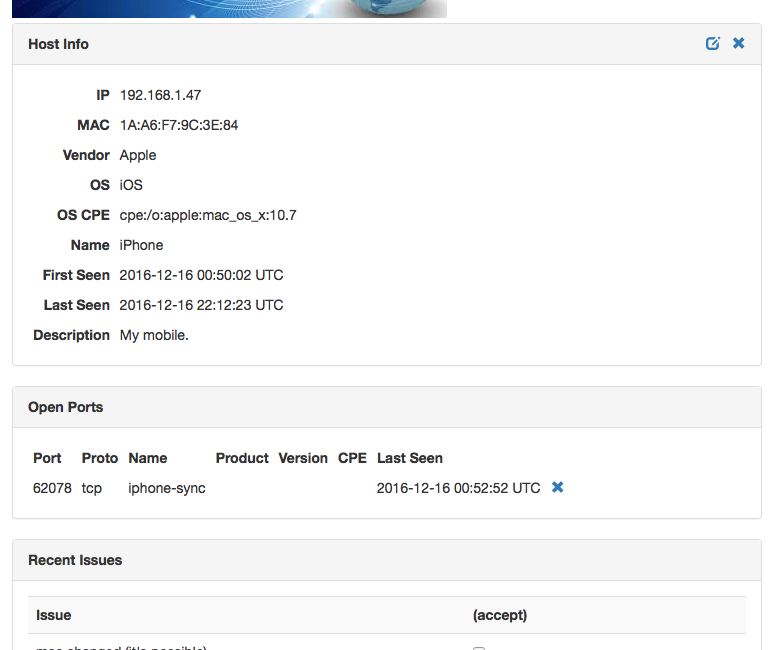 Host Info
IP 192.168.1.47
MAC 1A:A6:F7:9C:3E:84
Vendor Apple
OS iOS
OS CPE cpe:/o:apple:mac_os_x:10.7
Name iPhone
First Seen 2016-12-16 00:50:02 UTC
Last Seen 2016-12-16 22:12:23 UTC
Description My mobile.
Open Ports
Port Proto Name Product Version CPE Last Seen
62078 tcp iphone-sync 2016-12-16 00:52:52 UTC
Recent Issues
Issue (accept)